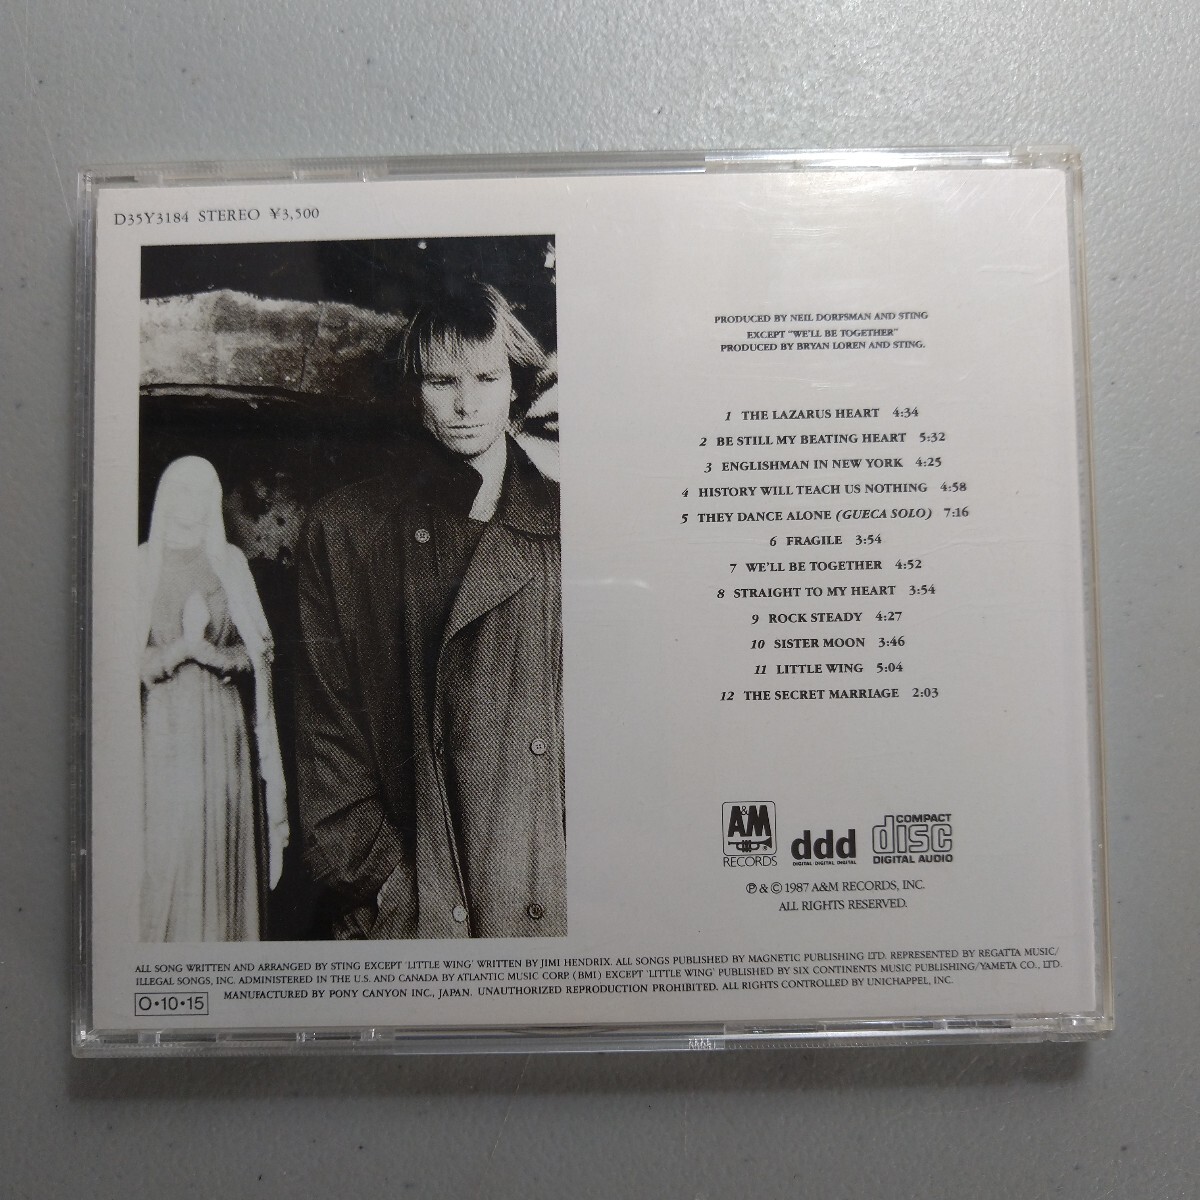 D35Y3184 STEREO ¥3,500
PRODUCED BY NEIL DORFSMAN AND STING
EXCEPT "WE'LL BE TOGETHER"
PRODUCED BY BRYAN LOREN AND STING.
1 THE LAZARUS HEART 4:34
2 BE STILL MY BEATING HEART 5:32
3 ENGLISHMAN IN NEW YORK 4:25
4 HISTORY WILL TEACH US NOTHING 4:58
5 THEY DANCE ALONE (GUECA SOLO) 7:16
6 FRAGILE 3:54
7 WE'LL BE TOGETHER 4:52
8 STRAIGHT TO MY HEART 3:54
9 ROCK STEADY 4:27
10 SISTER MOON 3:46
11 LITTLE WING 5:04
12 THE SECRET MARRIAGE 2:03
A&M
RECORDS
ddd
DIGITAL DIGITAL DIGITAL
COMPACT
disc
DIGITAL AUDIO
℗ & © 1987 A&M RECORDS, INC.
ALL RIGHTS RESERVED.
ALL SONG WRITTEN AND ARRANGED BY STING EXCEPT 'LITTLE WING' WRITTEN BY JIMI HENDRIX. ALL SONGS PUBLISHED BY MAGNETIC PUBLISHING LTD. REPRESENTED BY REGATTA MUSIC/
ILLEGAL SONGS, INC. ADMINISTERED IN THE U.S. AND CANADA BY ATLANTIC MUSIC CORP. (BMI) EXCEPT 'LITTLE WING' PUBLISHED BY SIX CONTINENTS MUSIC PUBLISHING/YAMETA CO., LTD.
O•10•15 MANUFACTURED BY PONY CANYON INC., JAPAN. UNAUTHORIZED REPRODUCTION PROHIBITED. ALL RIGHTS CONTROLLED BY UNICHAPPEL, INC.